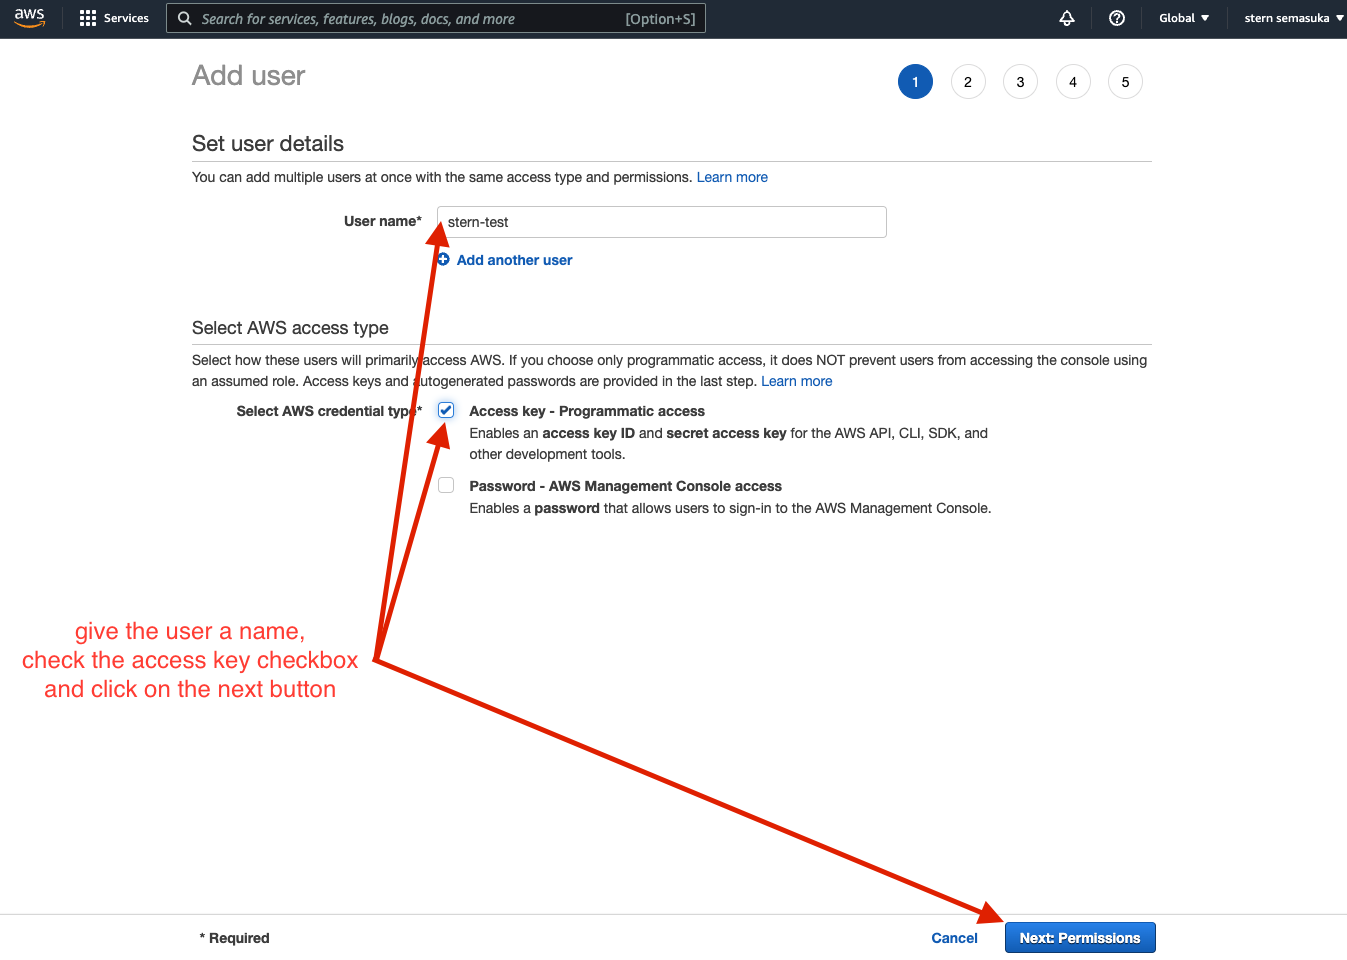 aws
Services
Search for services, features, blogs, docs, and more
[Option+S]
Global
stern semasuka
Add user
1
2
3
4
5
Set user details
You can add multiple users at once with the same access type and permissions. Learn more
User name*
stern-test
Add another user
Select AWS access type
Select how these users will primarily access AWS. If you choose only programmatic access, it does NOT prevent users from accessing the console using
an assumed role. Access keys and autogenerated passwords are provided in the last step. Learn more
Select AWS credential type*
Access key - Programmatic access
Enables an access key ID and secret access key for the AWS API, CLI, SDK, and
other development tools.
Password - AWS Management Console access
Enables a password that allows users to sign-in to the AWS Management Console.
give the user a name,
check the access key checkbox
and click on the next button
* Required
Cancel
Next: Permissions